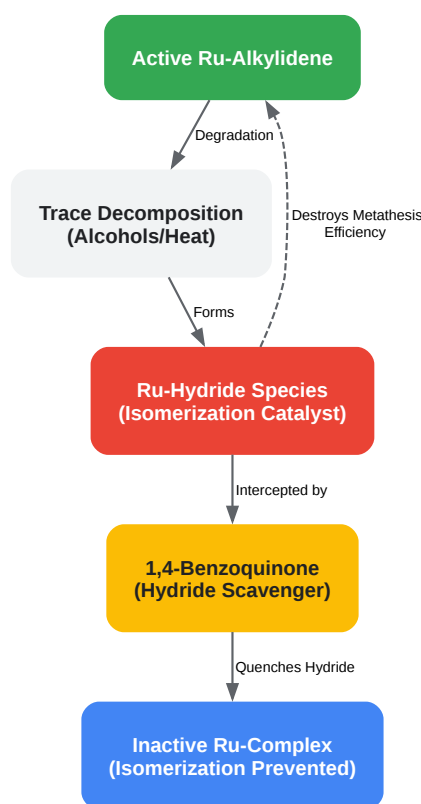 Active Ru-Alkylidene
Degradation
Trace Decomposition
(Alcohols/Heat)
Destroys Metathesis
Efficiency
Forms
Ru-Hydride Species
(Isomerization Catalyst)
Intercepted by
1,4-Benzoquinone
(Hydride Scavenger)
Quenches Hydride
Inactive Ru-Complex
(Isomerization Prevented)